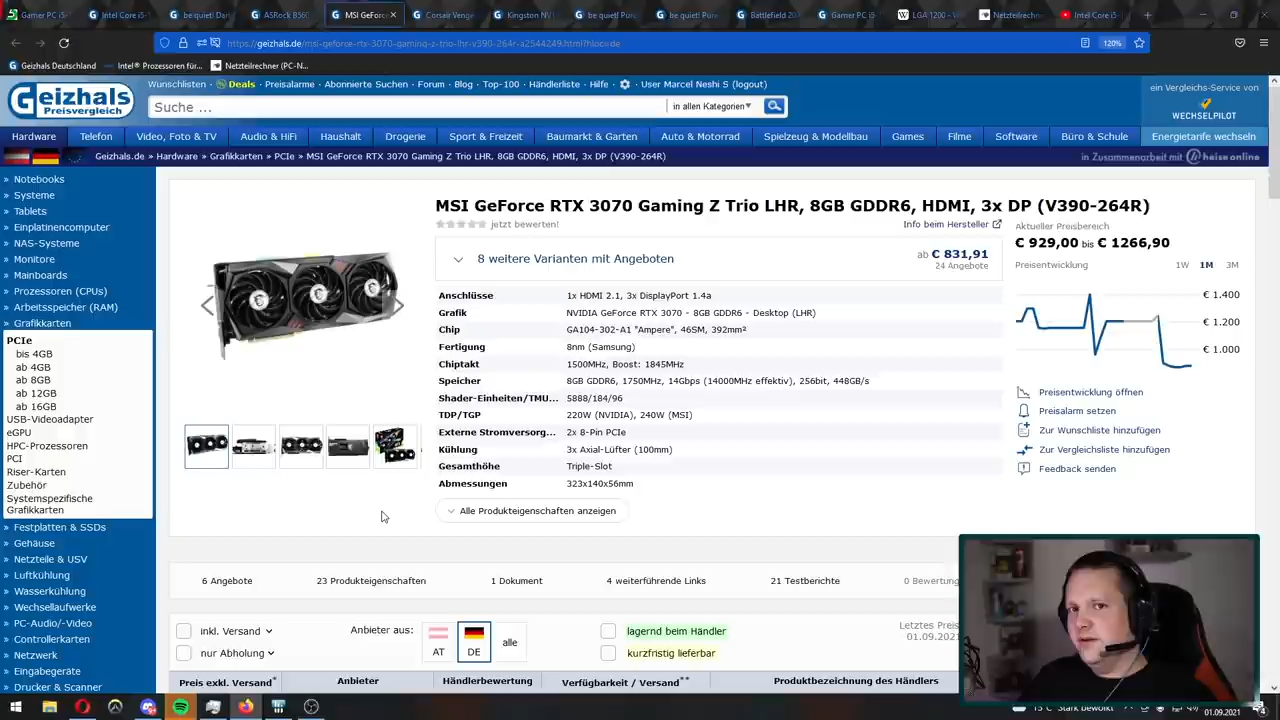 Gamer PC i5-
Intel Core i5-
be quiet! Dar
ASRock B560
MSI GeForc
Corsair Venge
Kingston NV
be quiet! Pure
be quiet! Pure
Battlefield 20
Gamer PC i5-
LGA 1200 – W
Netzteilrechne
Intel Core i5-
https://geizhals.de/msi-geforce-rtx-3070-gaming-z-trio-lhr-v390-264r-a2544249.html?hloc=de
120%
Geizhals Deutschland
Intel® Prozessoren für...
Netzteilrechner (PC-N...
Geizhals
Preisvergleich
Wunschlisten · Deals · Preisalarme · Abonnierte Suchen · Forum · Blog · Top-100 · Händlerliste · Hilfe · User Marcel Neshi S (logout)
Suche ...
in allen Kategorien
ein Vergleichs-Service von
WECHSELPILOT
Hardware
Telefon
Video, Foto & TV
Audio & HiFi
Haushalt
Drogerie
Sport & Freizeit
Baumarkt & Garten
Auto & Motorrad
Spielzeug & Modellbau
Games
Filme
Software
Büro & Schule
Energietarife wechseln
Geizhals.de » Hardware » Grafikkarten » PCIe » MSI GeForce RTX 3070 Gaming Z Trio LHR, 8GB GDDR6, HDMI, 3x DP (V390-264R)
in Zusammenarbeit mit heise online
» Notebooks
» Systeme
» Tablets
» Einplatinencomputer
» NAS-Systeme
» Monitore
» Mainboards
» Prozessoren (CPUs)
» Arbeitsspeicher (RAM)
» Grafikkarten
PCIe
bis 4GB
ab 4GB
ab 8GB
ab 12GB
ab 16GB
USB-Videoadapter
eGPU
HPC-Prozessoren
PCI
Riser-Karten
Zubehör
Systemspezifische
Grafikkarten
» Festplatten & SSDs
» Gehäuse
» Netzteile & USV
» Luftkühlung
» Wasserkühlung
» Wechsellaufwerke
» PC-Audio/-Video
» Controllerkarten
» Netzwerk
» Eingabegeräte
» Drucker & Scanner
MSI GeForce RTX 3070 Gaming Z Trio LHR, 8GB GDDR6, HDMI, 3x DP (V390-264R)
jetzt bewerten!
Info beim Hersteller
8 weitere Varianten mit Angeboten
ab € 831,91
24 Angebote
Anschlüsse 1x HDMI 2.1, 3x DisplayPort 1.4a
Grafik NVIDIA GeForce RTX 3070 - 8GB GDDR6 - Desktop (LHR)
Chip GA104-302-A1 "Ampere", 46SM, 392mm²
Fertigung 8nm (Samsung)
Chiptakt 1500MHz, Boost: 1845MHz
Speicher 8GB GDDR6, 1750MHz, 14Gbps (14000MHz effektiv), 256bit, 448GB/s
Shader-Einheiten/TMU... 5888/184/96
TDP/TGP 220W (NVIDIA), 240W (MSI)
Externe Stromversorg... 2x 8-Pin PCIe
Kühlung 3x Axial-Lüfter (100mm)
Gesamthöhe Triple-Slot
Abmessungen 323x140x56mm
Alle Produkteigenschaften anzeigen
Aktueller Preisbereich
€ 929,00 bis € 1266,90
Preisentwicklung
1W 1M 3M
€ 1.400
€ 1.200
€ 1.000
Preisentwicklung öffnen
Preisalarm setzen
Zur Wunschliste hinzufügen
Zur Vergleichsliste hinzufügen
Feedback senden
6 Angebote
23 Produkteigenschaften
1 Dokument
4 weiterführende Links
21 Testberichte
0 Bewertung
inkl. Versand
nur Abholung
Anbieter aus:
AT
DE
alle
lagernd beim Händler
kurzfristig lieferbar
Letztes Preis
01.09.2021
Preis exkl. Versand*
Anbieter
Händlerbewertung
Verfügbarkeit / Versand**
Produktbezeichnung des Händlers
Stark bewölkt
01.09.2021